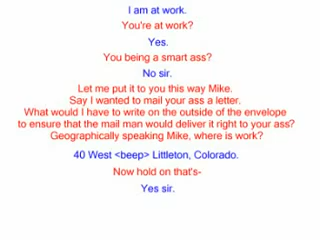 I am at work.
You're at work?
Yes.
You being a smart ass?
No sir.
Let me put it to you this way Mike.
Say I wanted to mail your ass a letter.
What would I have to write on the outside of the envelope
to ensure that the mail man would deliver it right to your ass?
Geographically speaking Mike, where is work?
40 West <beep> Littleton, Colorado.
Now hold on that's-
Yes sir.